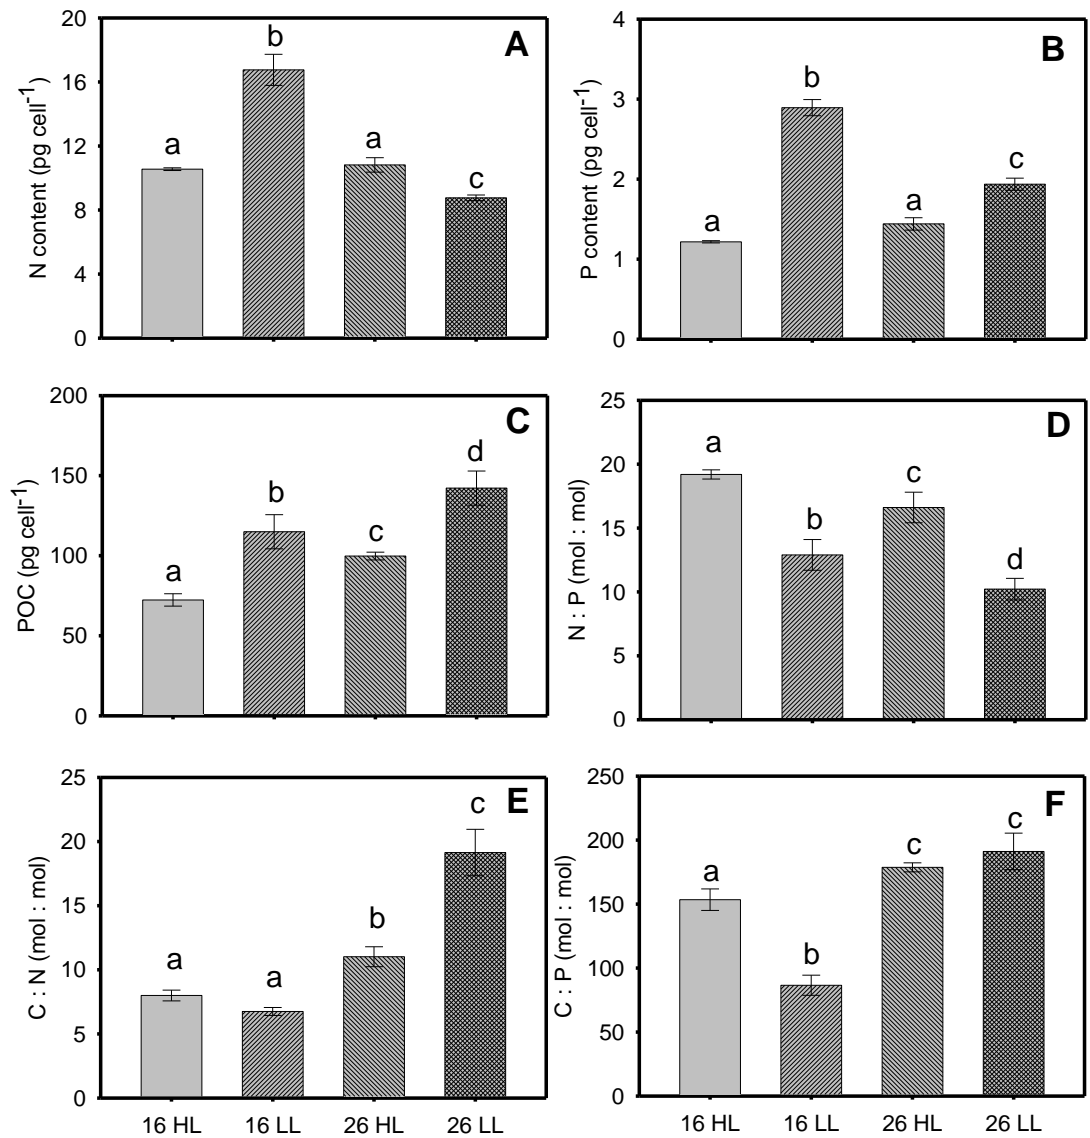 A
N content (pg cell-1)
20
16
12
8
4
0
a
b
a
c
B
P content (pg cell-1)
4
3
2
1
0
a
b
a
c
C
POC (pg cell-1)
200
150
100
50
0
a
b
c
d
D
N : P (mol : mol)
25
20
15
10
5
0
a
b
c
d
E
C : N (mol : mol)
25
20
15
10
5
0
a
a
b
c
16 HL 16 LL 26 HL 26 LL
F
C : P (mol : mol)
250
200
150
100
50
0
a
b
c
c
16 HL 16 LL 26 HL 26 LL